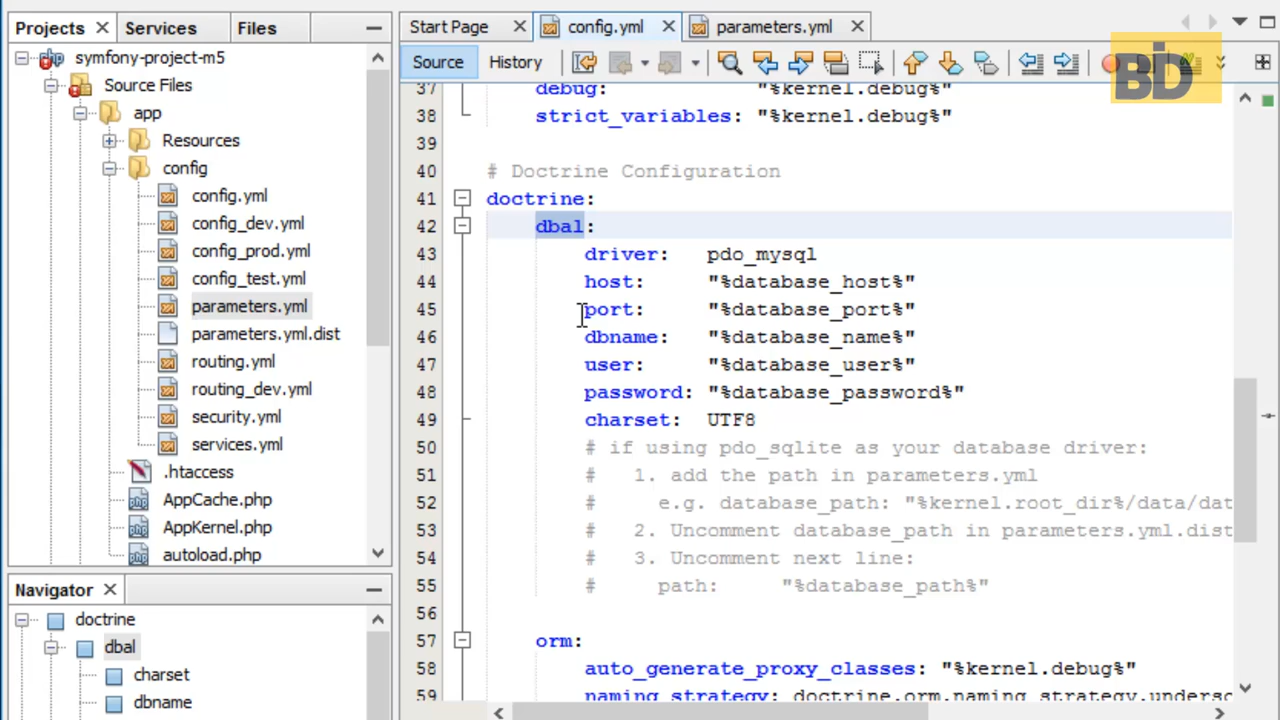 Projects
Services
Files
symfony-project-m5
Source Files
app
Resources
config
config.yml
config_dev.yml
config_prod.yml
config_test.yml
parameters.yml
parameters.yml.dist
routing.yml
routing_dev.yml
security.yml
services.yml
.htaccess
AppCache.php
AppKernel.php
autoload.php
Navigator
doctrine
dbal
charset
dbname
Start Page
config.yml
parameters.yml
Source
History
BD
37 debug: "%kernel.debug%"
38 strict_variables: "%kernel.debug%"
39
40 # Doctrine Configuration
41 doctrine:
42 dbal:
43 driver: pdo_mysql
44 host: "%database_host%"
45 port: "%database_port%"
46 dbname: "%database_name%"
47 user: "%database_user%"
48 password: "%database_password%"
49 charset: UTF8
50 # if using pdo_sqlite as your database driver:
51 # 1. add the path in parameters.yml
52 # e.g. database_path: "%kernel.root_dir%/data/dat
53 # 2. Uncomment database_path in parameters.yml.dist
54 # 3. Uncomment next line:
55 # path: "%database_path%"
56
57 orm:
58 auto_generate_proxy_classes: "%kernel.debug%"
59 naming_strategy: doctrine.orm.naming_strategy.undersc